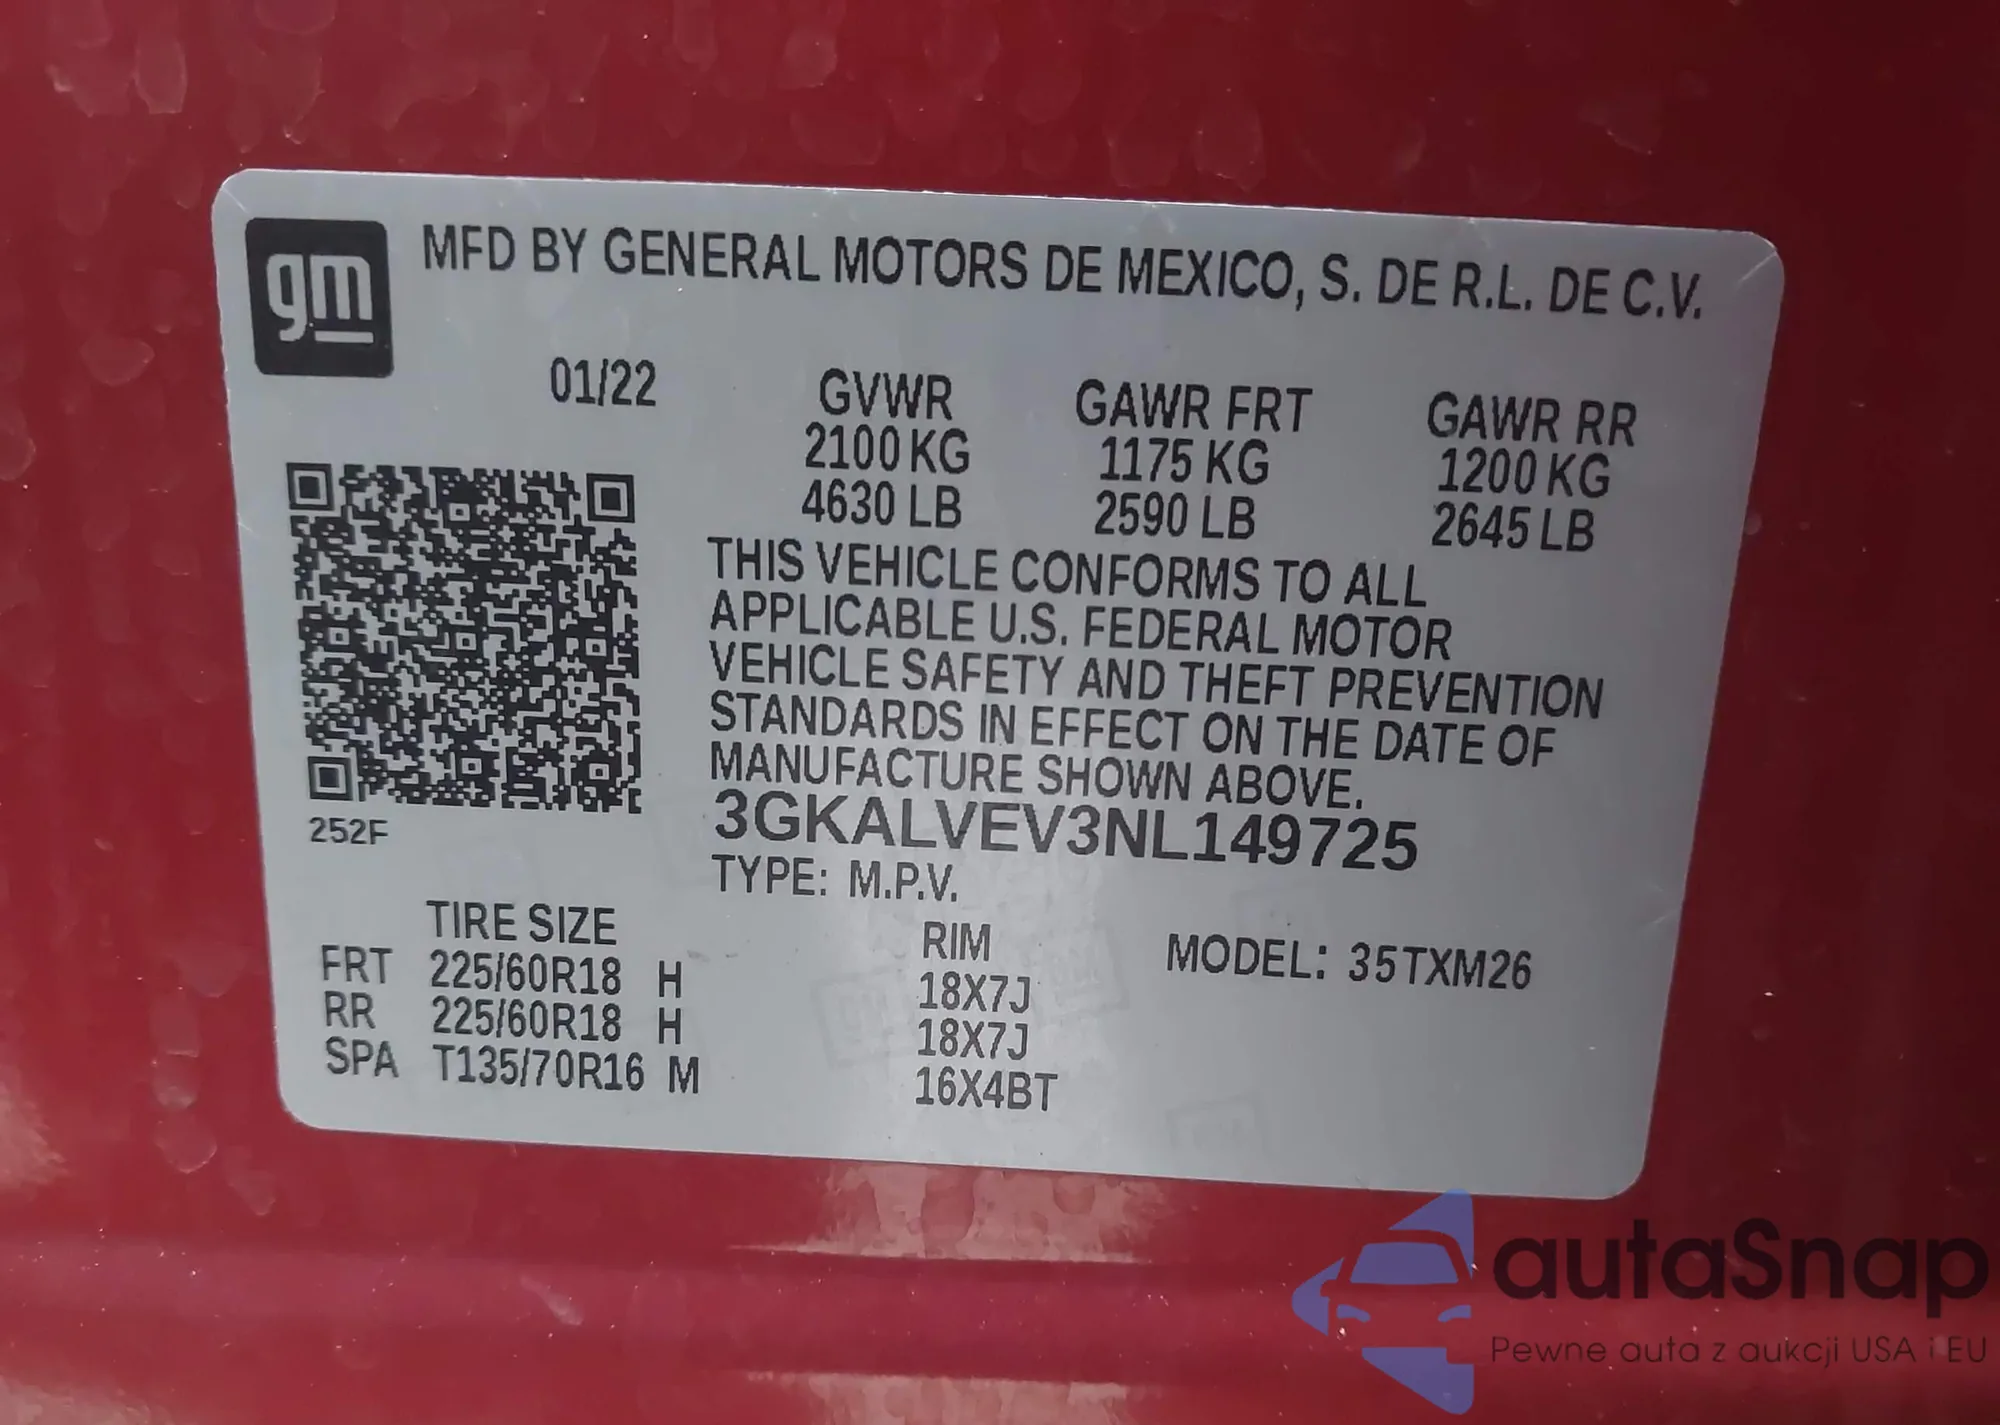 gm
MFD BY GENERAL MOTORS DE MEXICO, S. DE R.L. DE C.V.
01/22
GVWR GAWR FRT GAWR RR
2100 KG 1175 KG 1200 KG
4630 LB 2590 LB 2645 LB
THIS VEHICLE CONFORMS TO ALL
APPLICABLE U.S. FEDERAL MOTOR
VEHICLE SAFETY AND THEFT PREVENTION
STANDARDS IN EFFECT ON THE DATE OF
MANUFACTURE SHOWN ABOVE.
3GKALVEV3NL149725
252F
TYPE: M.P.V.
TIRE SIZE RIM MODEL: 35TXM26
FRT 225/60R18 H 18X7J
RR 225/60R18 H 18X7J
SPA T135/70R16 M 16X4BT
autaSnap
Pewne auta z aukcji USA i EU